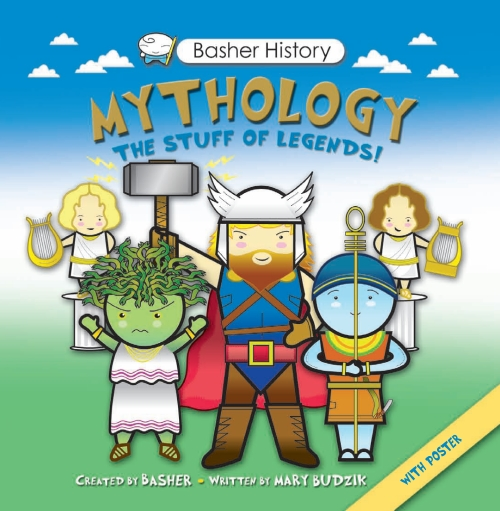 Basher History
MYTHOLOGY
THE STUFF OF LEGENDS!
WITH POSTER
CREATED BY BASHER - WRITTEN BY MARY BUDZIK